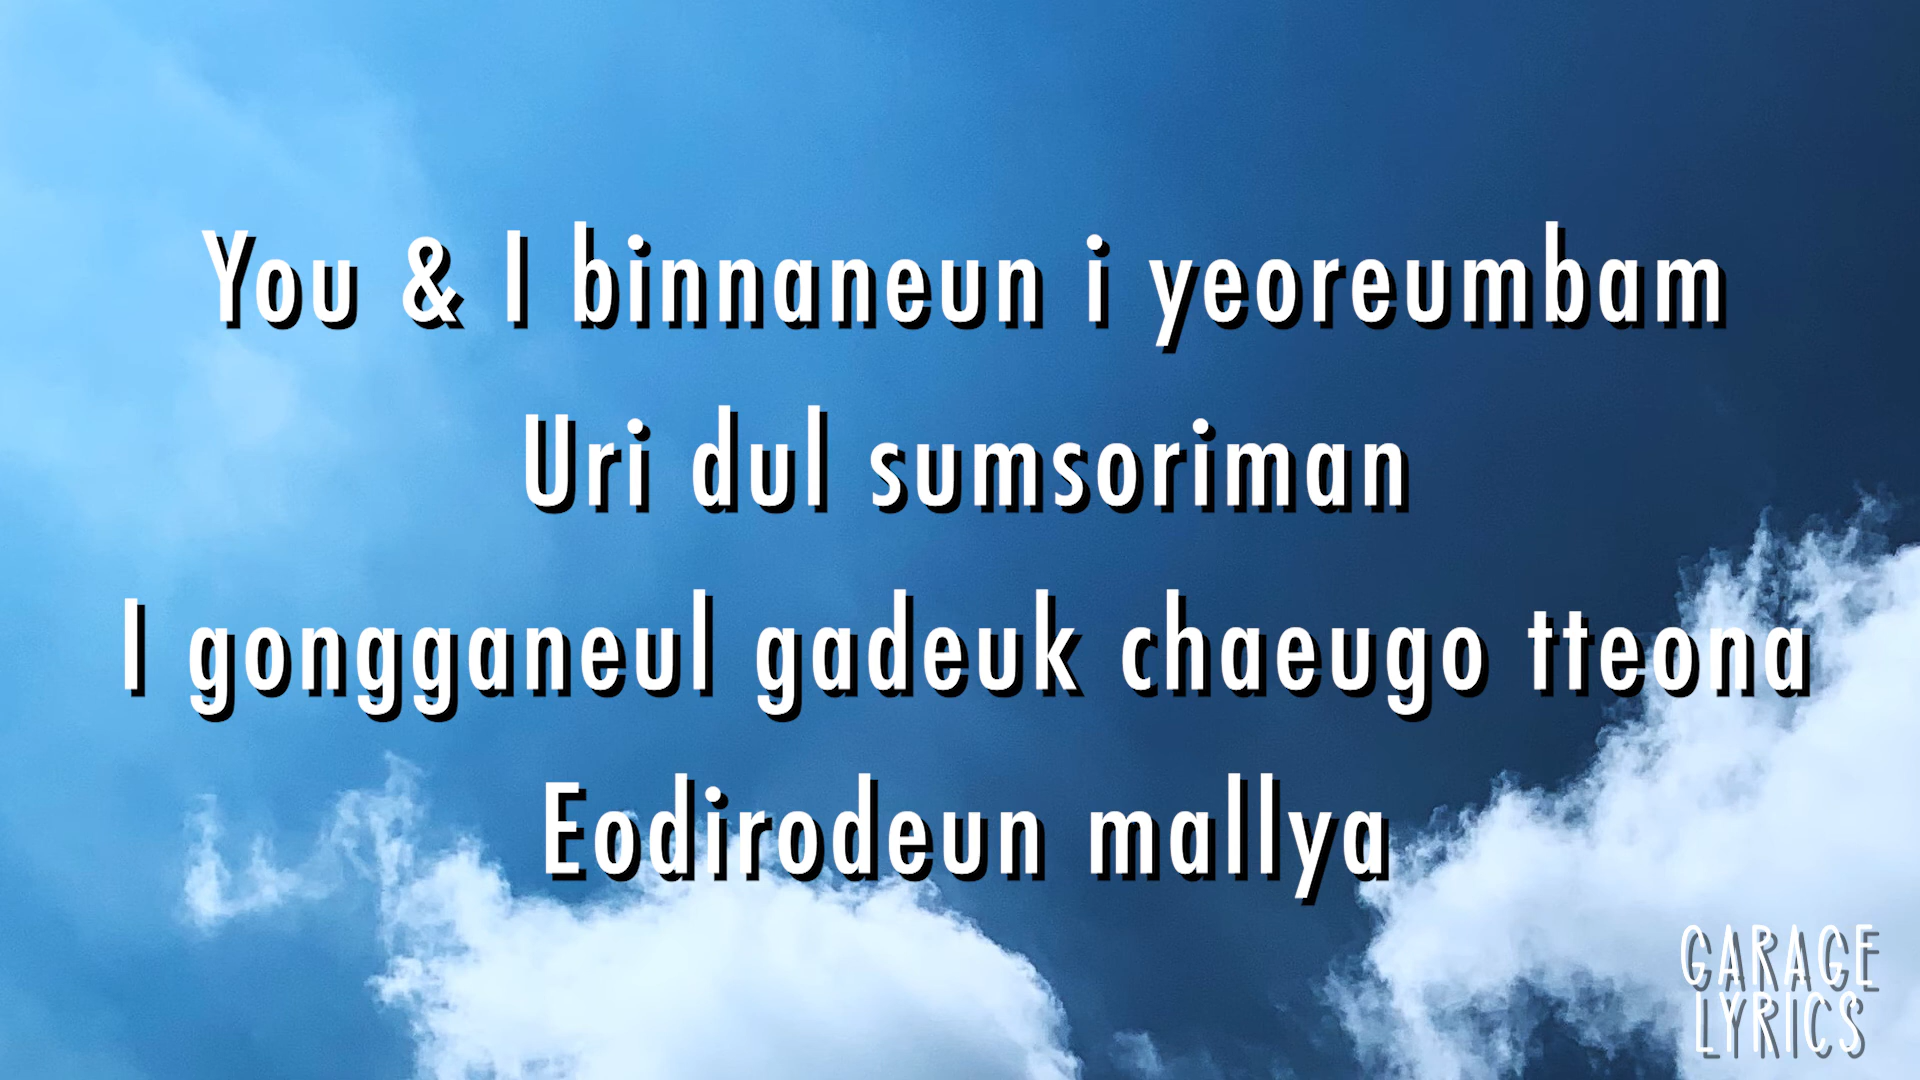 You & I binnaneun i yeoreumbam
Uri dul sumsoriman
I gongganeul gadeuk chaeugo tteona
Eodirodeun mallya
GARAGE
LYRICS